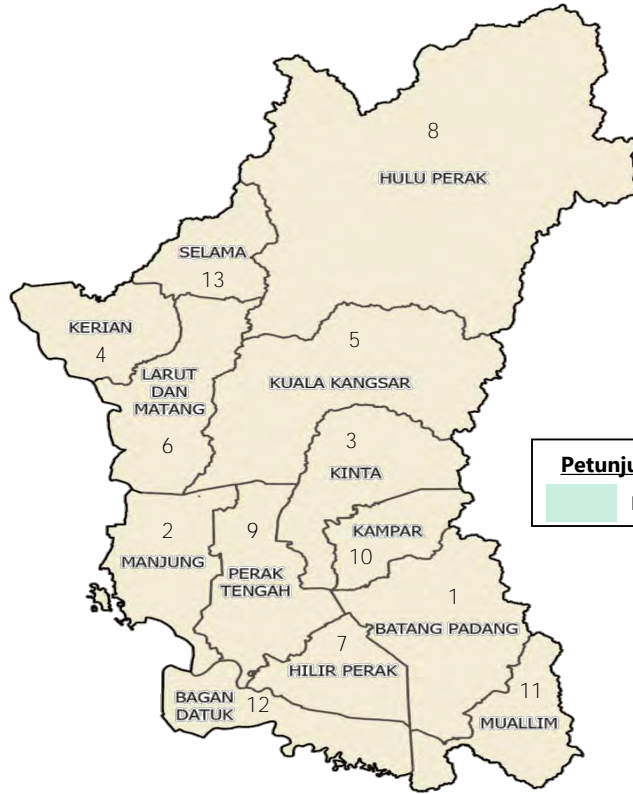 8
HULU PERAK
SELAMA
13
KERIAN
4
LARUT
DAN
MATANG
6
5
KUALA KANGSAR
3
KINTA
2
MANJUNG
9
PERAK
TENGAH
KAMPAR
10
1
BATANG PADANG
7
HILIR PERAK
BAGAN
DATUK
12
11
MUALLIM